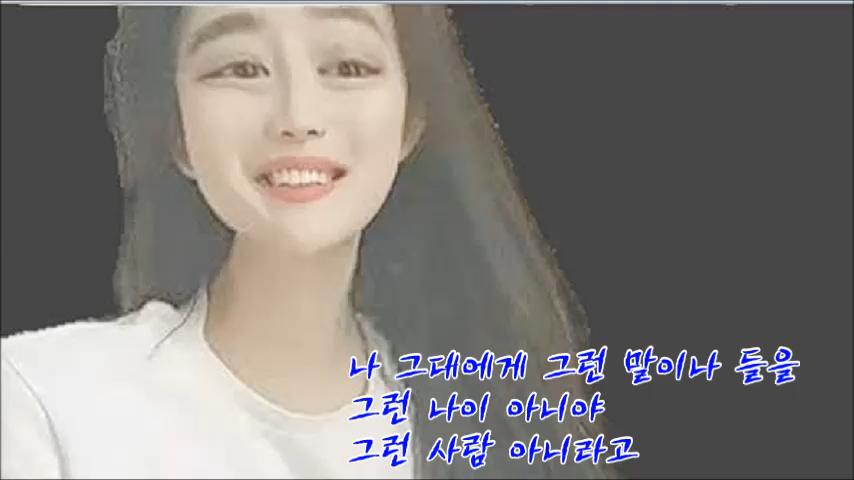 나 그대에게 그런 말이나 들을
그런 나이 아니야
그런 사람 아니라고